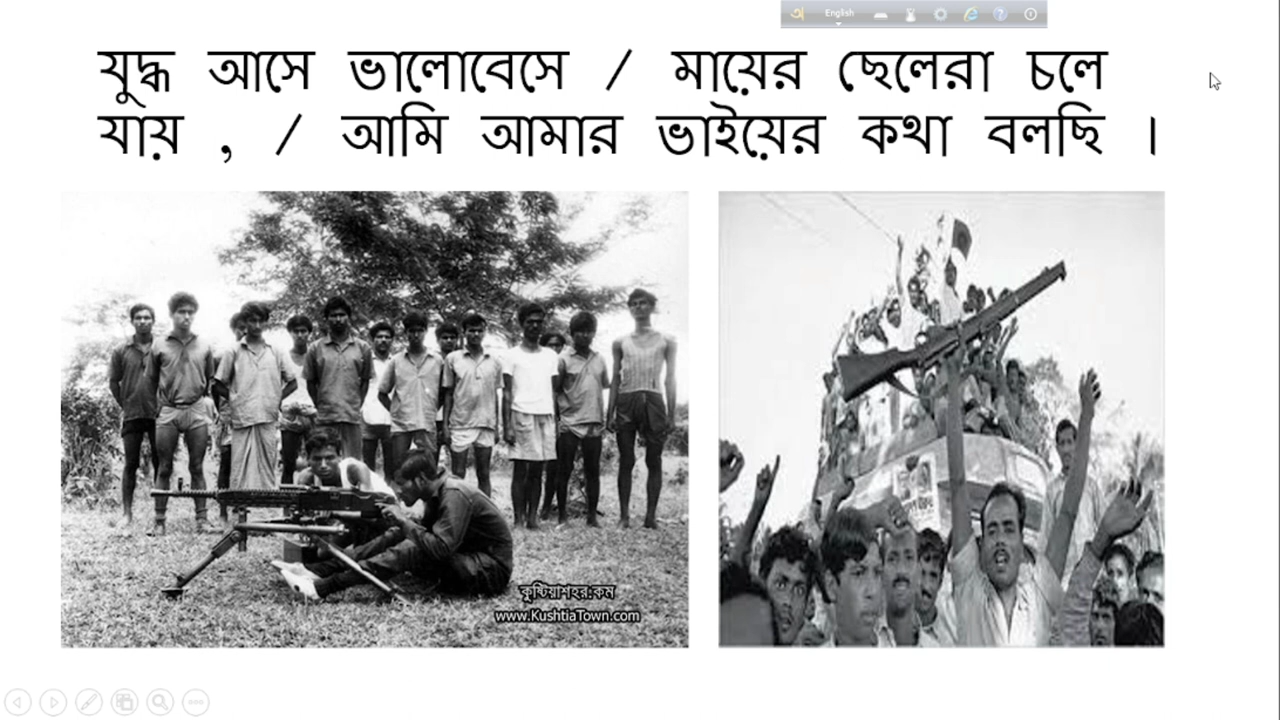 English
যুদ্ধ আসে ভালোবেসে / মায়ের ছেলেরা চলে
যায় , / আমি আমার ভাইয়ের কথা বলছি ।
কুষ্টিয়াশহর.কম
www.KushtiaTown.com